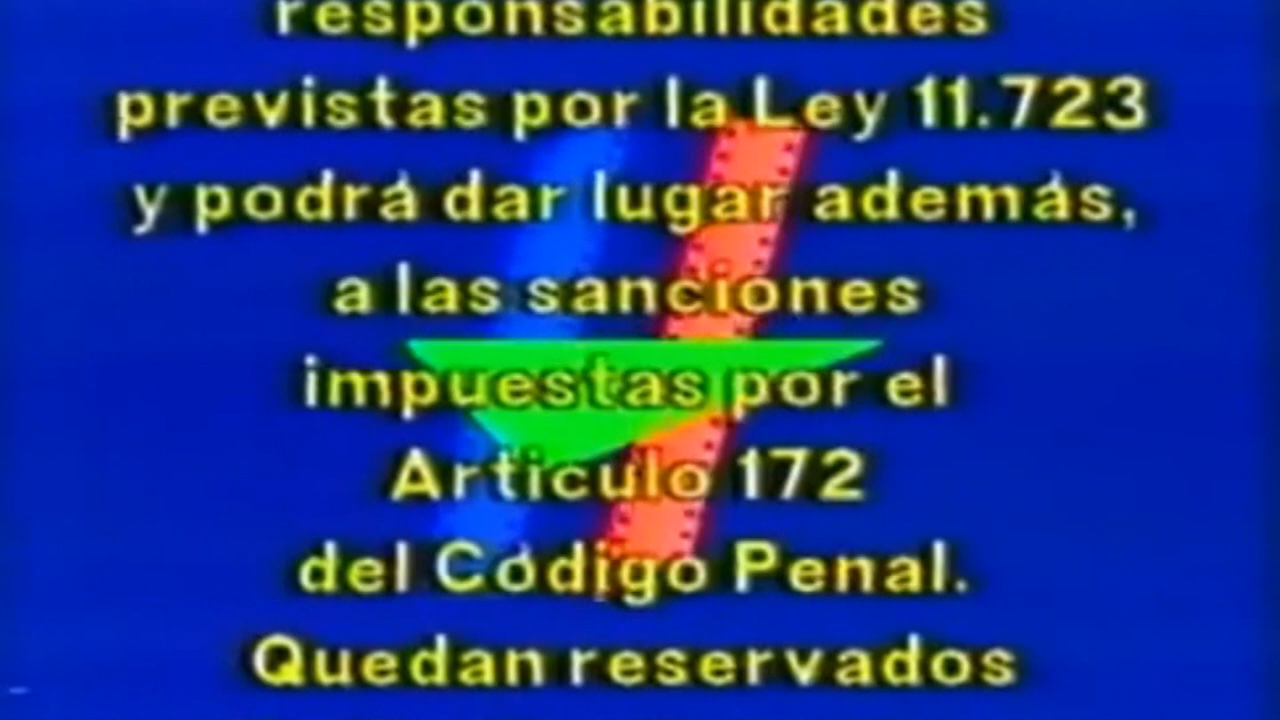 responsabilidades
previstas por la Ley 11.723
y podrá dar lugar además,
a las sanciones
impuestas por el
Artículo 172
del Código Penal.
Quedan reservados